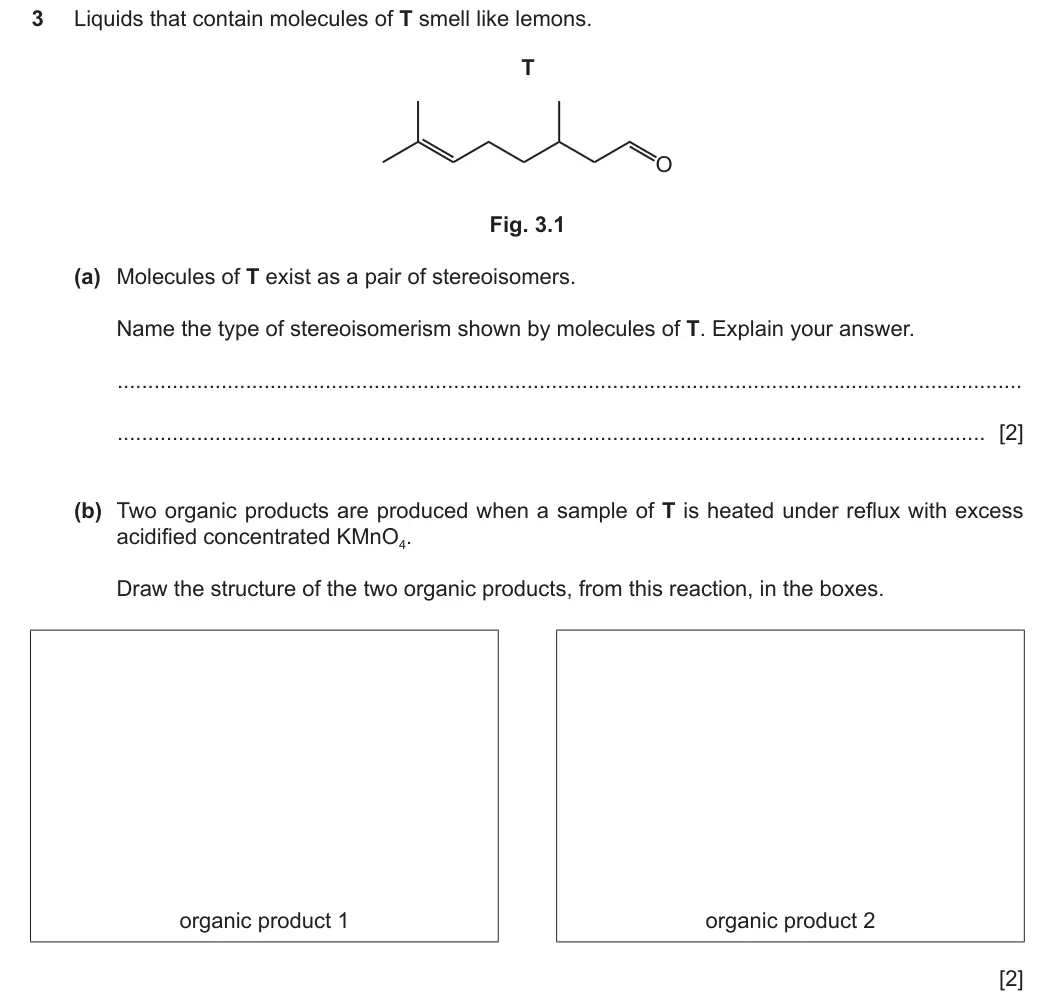 3 Liquids that contain molecules of T smell like lemons.
T
O
Fig. 3.1
(a) Molecules of T exist as a pair of stereoisomers.
Name the type of stereoisomerism shown by molecules of T. Explain your answer.
..........................................................................................................................................
.................................................................................................................................... [2]
(b) Two organic products are produced when a sample of T is heated under reflux with excess
acidified concentrated KMnO₄.
Draw the structure of the two organic products, from this reaction, in the boxes.
organic product 1
organic product 2
[2]